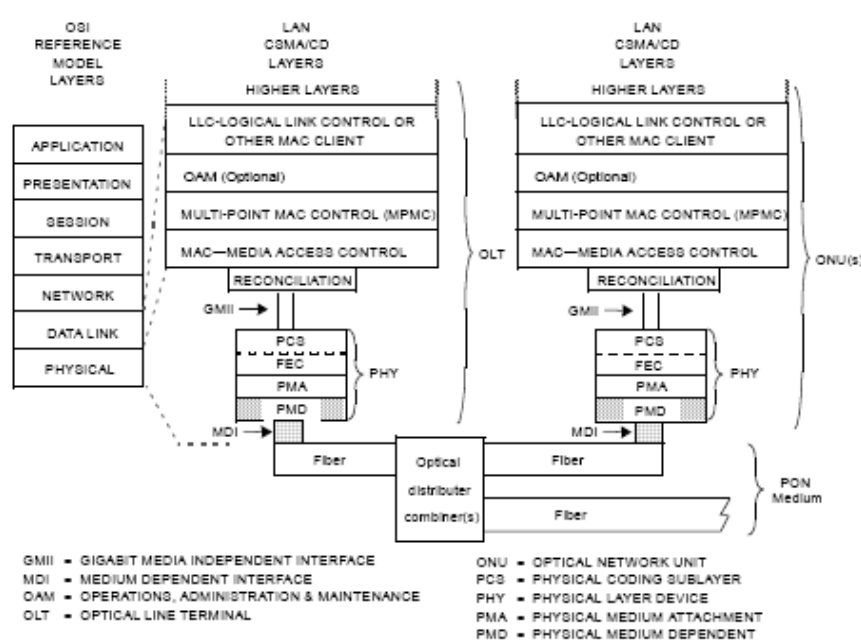 OSI
REFERENCE
MODEL
LAYERS
APPLICATION
PRESENTATION
SESSION
TRANSPORT
NETWORK
DATA LINK
PHYSICAL
LAN
CSMA/CD
LAYERS
HIGHER LAYERS
LLC-LOGICAL LINK CONTROL OR
OTHER MAC CLIENT
OAM (Optional)
MULTI-POINT MAC CONTROL (MPMC)
MAC—MEDIA ACCESS CONTROL
RECONCILIATION
GMII
PCS
FEC
PMA
PMD
PHY
MDI
OLT
LAN
CSMA/CD
LAYERS
HIGHER LAYERS
LLC-LOGICAL LINK CONTROL OR
OTHER MAC CLIENT
OAM (Optional)
MULTI-POINT MAC CONTROL (MPMC)
MAC—MEDIA ACCESS CONTROL
RECONCILIATION
GMII
PCS
FEC
PMA
PMD
PHY
MDI
ONU(s)
Fiber
Optical
distributer
combiner(s)
Fiber
Fiber
PON
Medium
GMII = GIGABIT MEDIA INDEPENDENT INTERFACE
MDI = MEDIUM DEPENDENT INTERFACE
OAM = OPERATIONS, ADMINISTRATION & MAINTENANCE
OLT = OPTICAL LINE TERMINAL
ONU = OPTICAL NETWORK UNIT
PCS = PHYSICAL CODING SUBLAYER
PHY = PHYSICAL LAYER DEVICE
PMA = PHYSICAL MEDIUM ATTACHMENT
PMD = PHYSICAL MEDIUM DEPENDENT